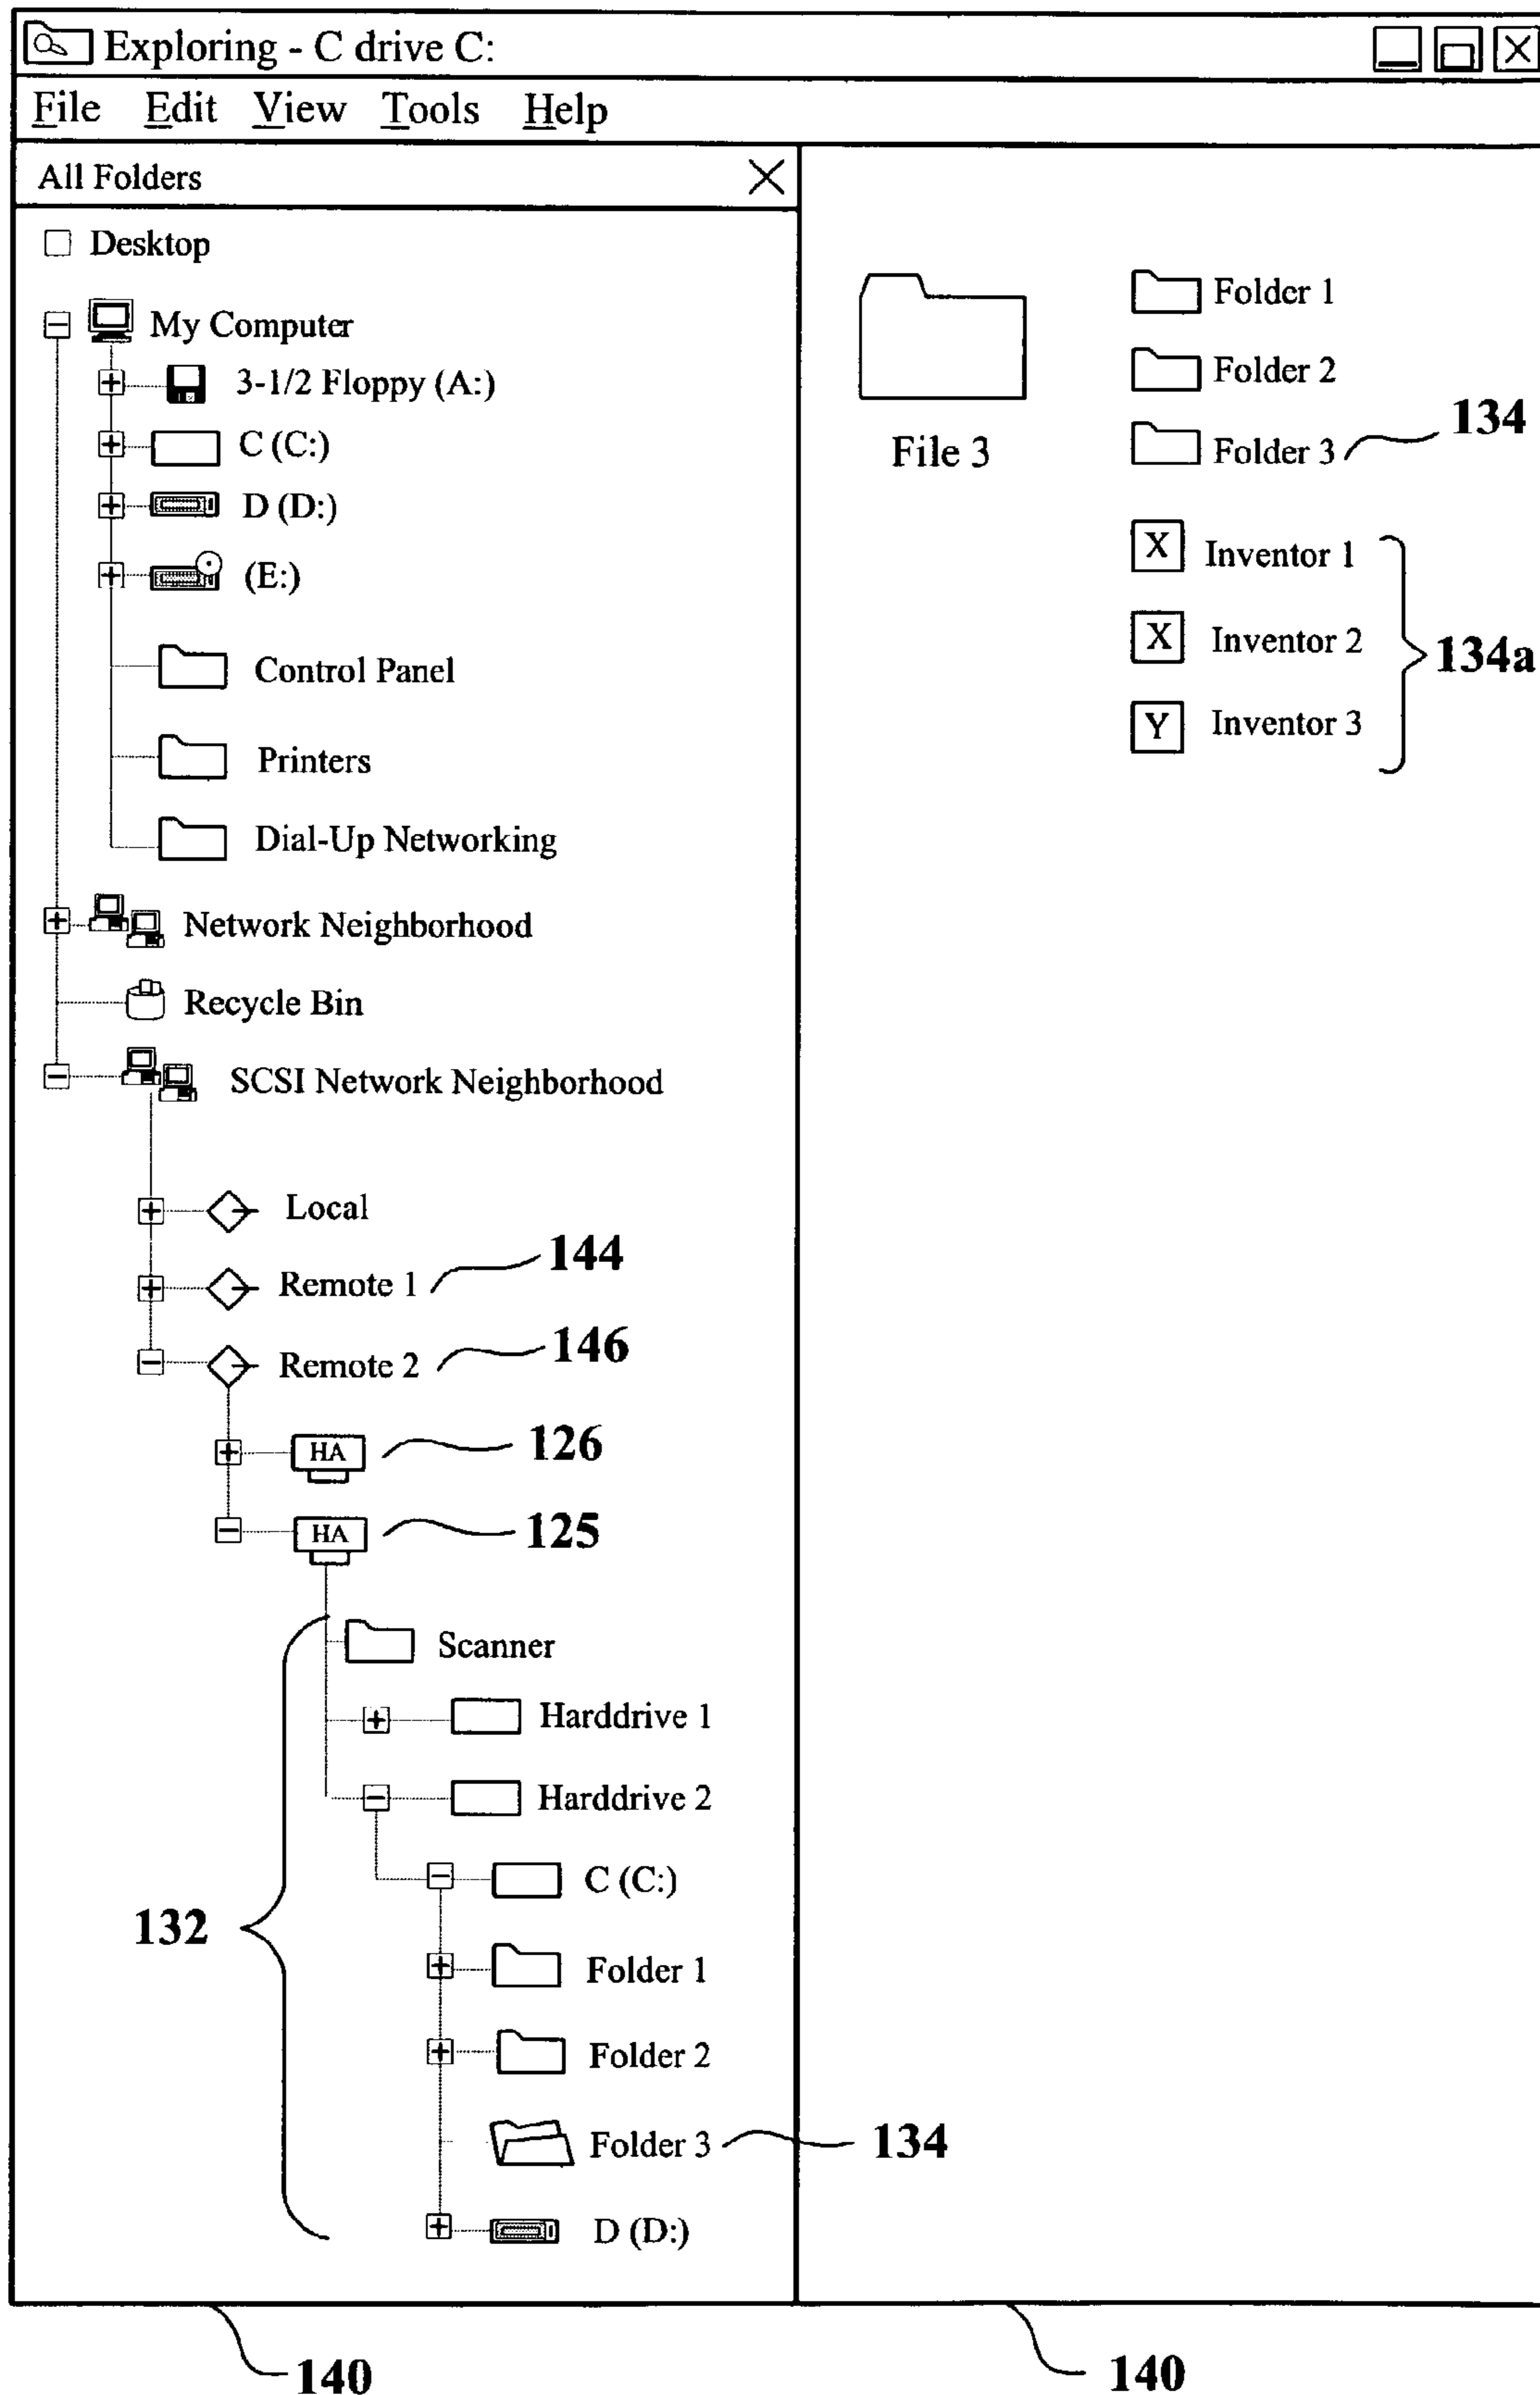 Exploring - C drive C:
File Edit View Tools Help
All Folders
Desktop
My Computer
3-1/2 Floppy (A:)
C (C:)
D (D:)
(E:)
Control Panel
Printers
Dial-Up Networking
Network Neighborhood
Recycle Bin
SCSI Network Neighborhood
Local
Remote 1 144
Remote 2 146
HA 126
HA 125
132
Scanner
Harddrive 1
Harddrive 2
C (C:)
Folder 1
Folder 2
Folder 3 134
D (D:)
140
File 3
Folder 1
Folder 2
Folder 3 134
X Inventor 1
X Inventor 2
Y Inventor 3
134a
140